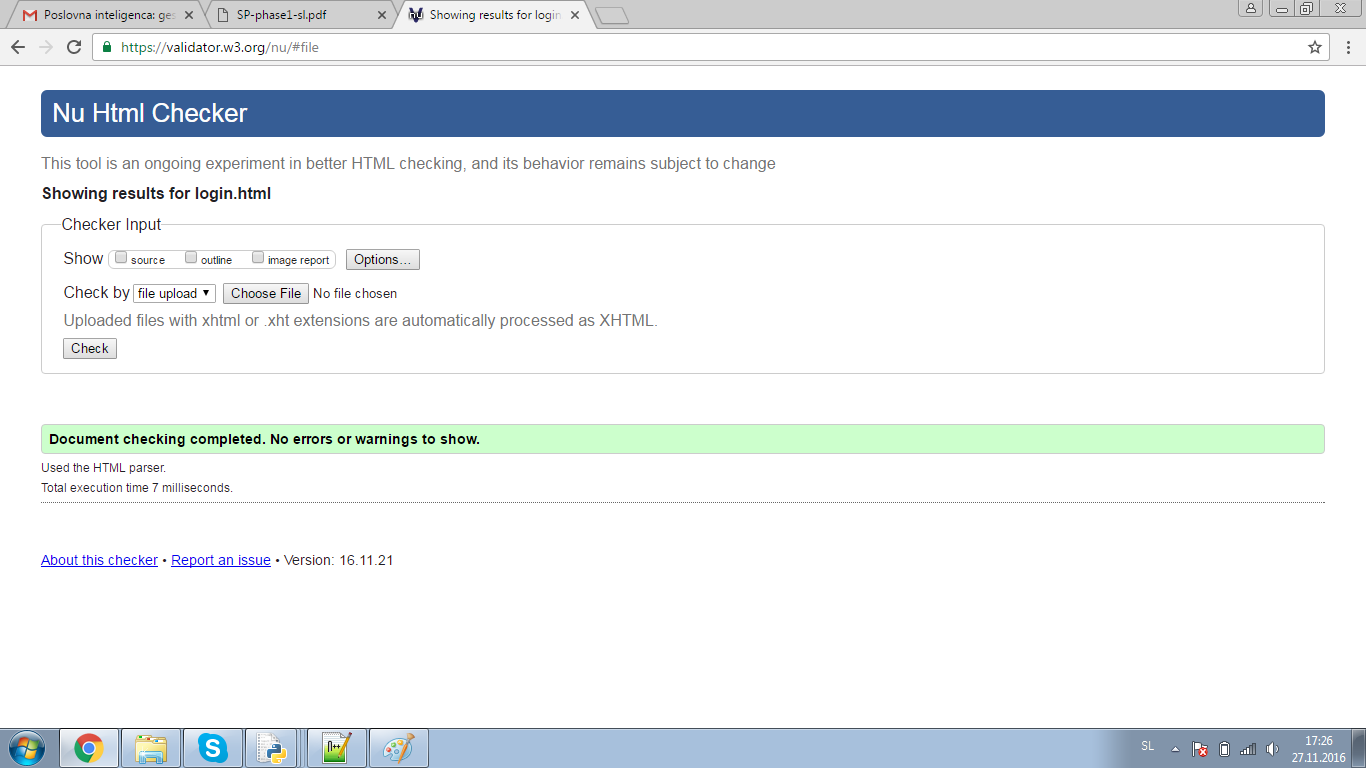 Poslovna inteligenca: ges
SP-phase1-sl.pdf
Showing results for login
https://validator.w3.org/nu/#file
Nu Html Checker
This tool is an ongoing experiment in better HTML checking, and its behavior remains subject to change
Showing results for login.html
Checker Input
Show source outline image report Options...
Check by file upload Choose File No file chosen
Uploaded files with xhtml or .xht extensions are automatically processed as XHTML.
Check
Document checking completed. No errors or warnings to show.
Used the HTML parser.
Total execution time 7 milliseconds.
About this checker • Report an issue • Version: 16.11.21
SL
17:26
27.11.2016